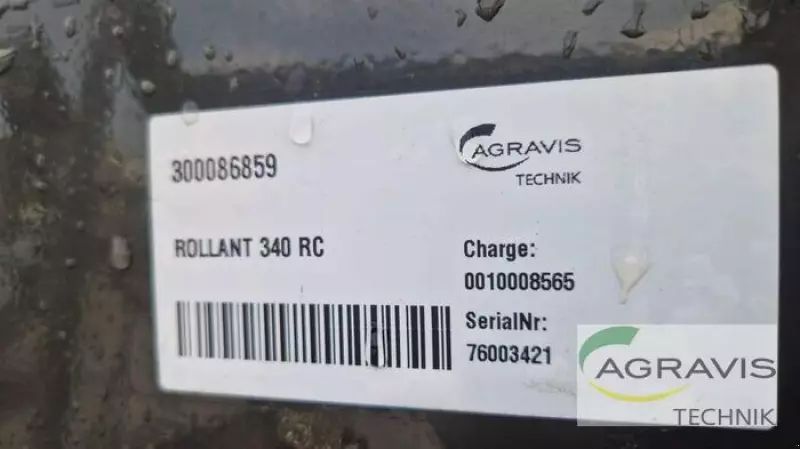 300086859
AGRAVIS
TECHNIK
ROLLANT 340 RC
Charge:
0010008565
SerialNr:
76003421
AGRAVIS
TECHNIK